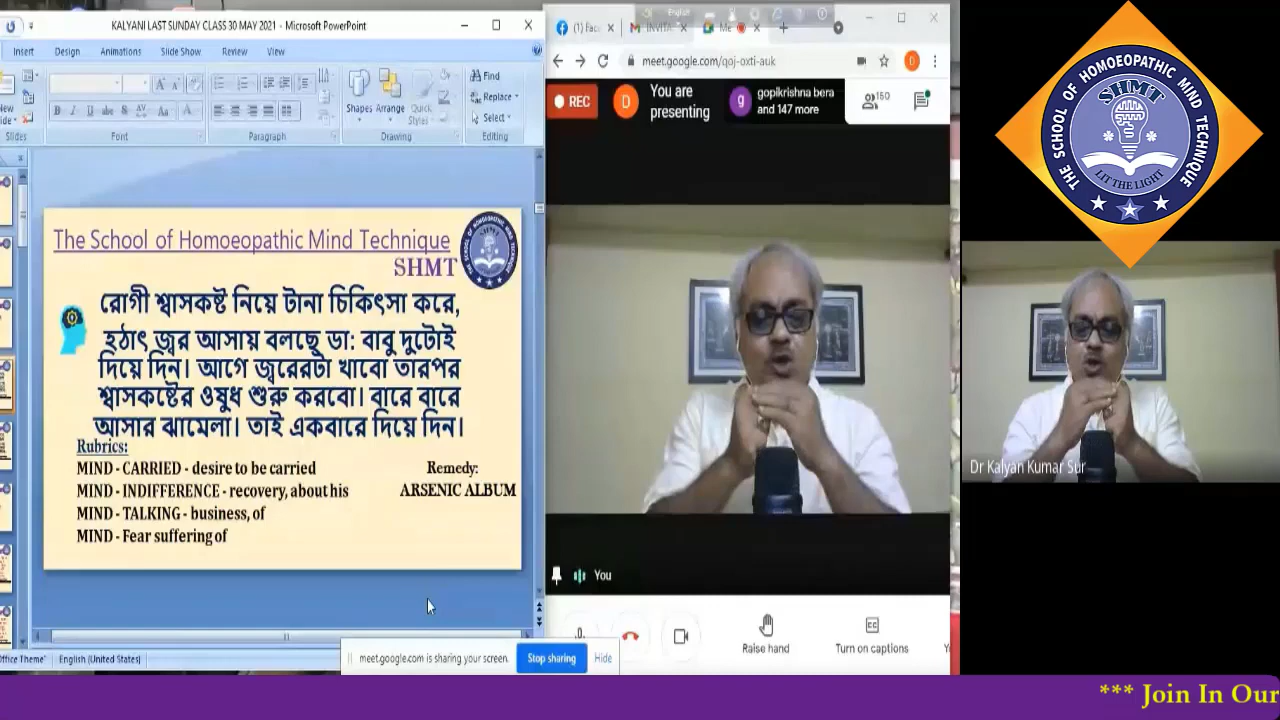 KALYANI LAST SUNDAY CLASS 30 MAY 2021 - Microsoft PowerPoint
Insert Design Animations Slide Show Review View
Find
Replace
Select
Shapes Arrange Quick Styles
Slides Font Paragraph Drawing Editing
The School of Homoeopathic Mind Technique
SHMT
রোগী শ্বাসকষ্ট নিয়ে টানা চিকিৎসা করে,
হঠাৎ জ্বর আসায় বলছে ডা: বাবু দুটোই
দিয়ে দিন। আগে জ্বরেরটা খাবো তারপর
শ্বাসকষ্টের ওষুধ শুরু করবো। বারে বারে
আসার ঝামেলা। তাই একবারে দিয়ে দিন।
Rubrics:
MIND - CARRIED - desire to be carried
MIND - INDIFFERENCE - recovery, about his
MIND - TALKING - business, of
MIND - Fear suffering of
Remedy:
ARSENIC ALBUM
English (United States)
meet.google.com is sharing your screen. Stop sharing Hide
English
meet.google.com/qoj-oxti-auk
D
REC
D
You are
presenting
g
gopikrishna bera
and 147 more
150
You
Raise hand
Turn on captions
THE SCHOOL OF HOMOEOPATHIC MIND TECHNIQUE
SHMT
LIT THE LIGHT
Dr Kalyan Kumar Sur
*** Join In Our